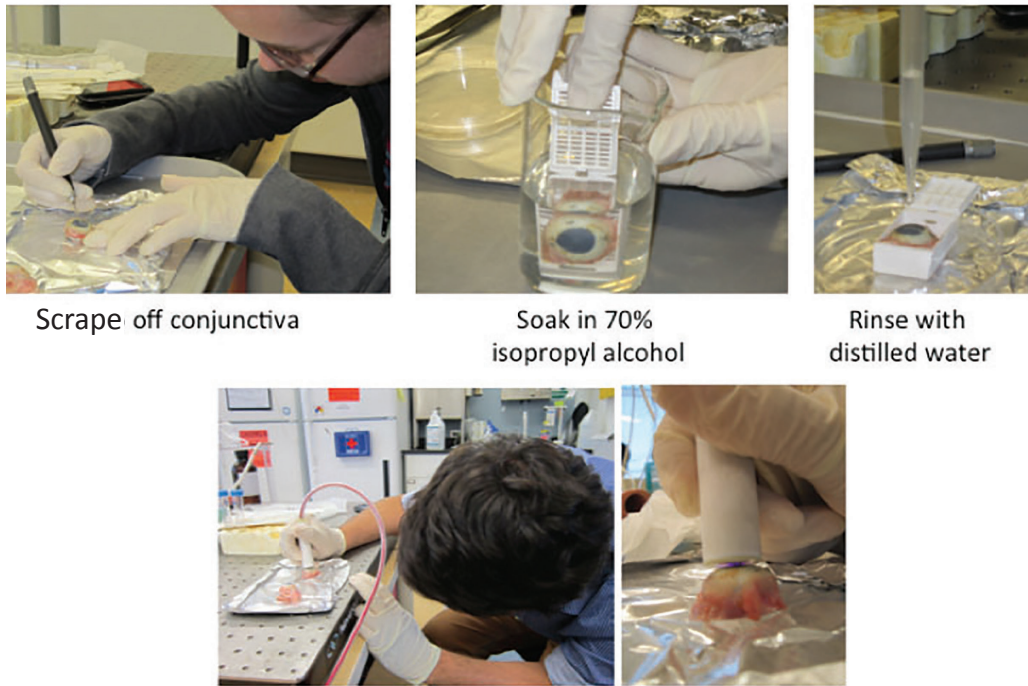 Scrape off conjunctiva
Soak in 70%
isopropyl alcohol
Rinse with
distilled water